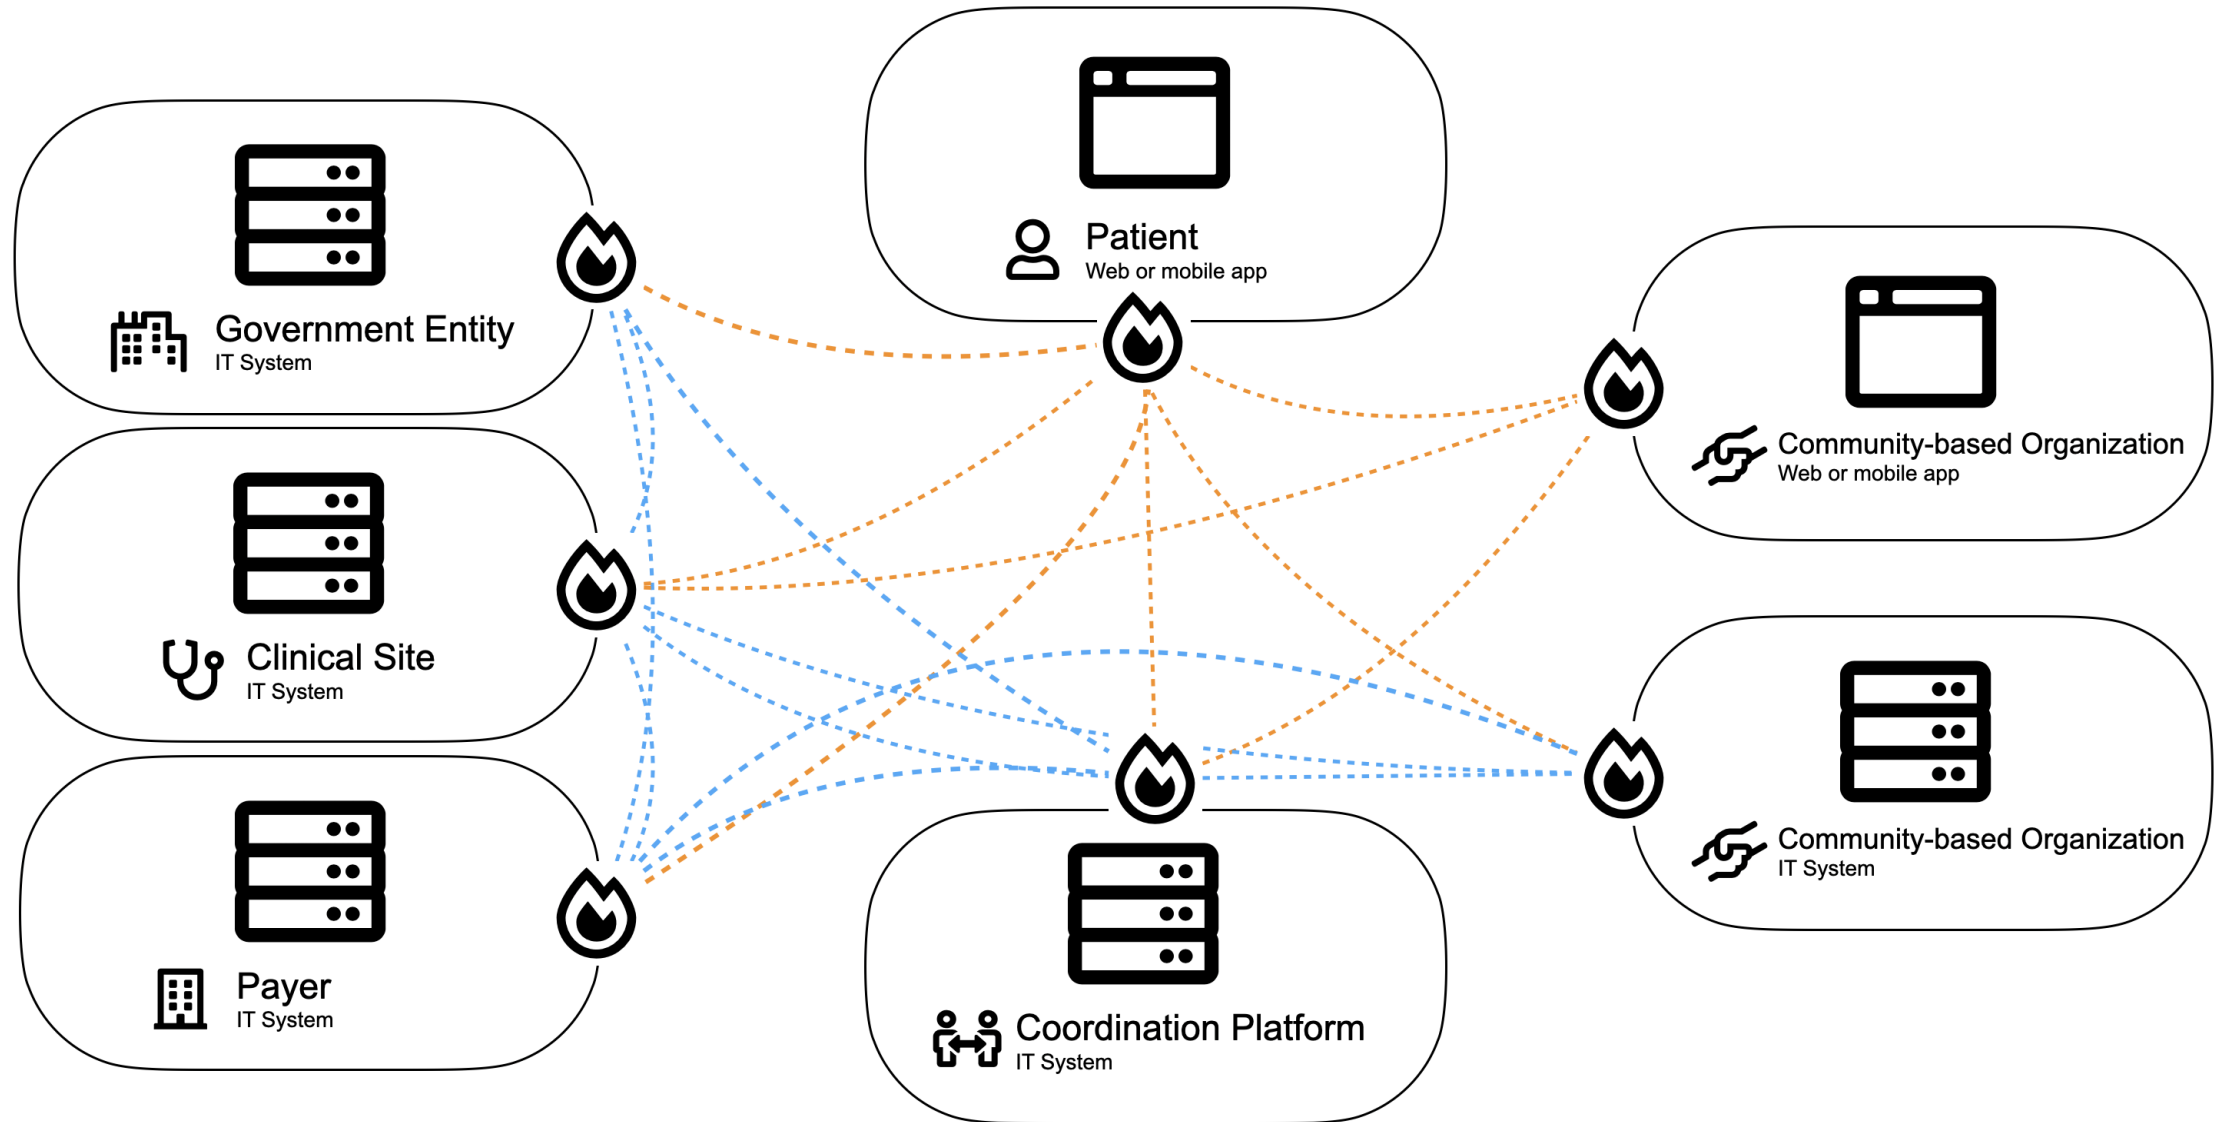 Government Entity
IT System
Clinical Site
IT System
Payer
IT System
Patient
Web or mobile app
Coordination Platform
IT System
Community-based Organization
Web or mobile app
Community-based Organization
IT System